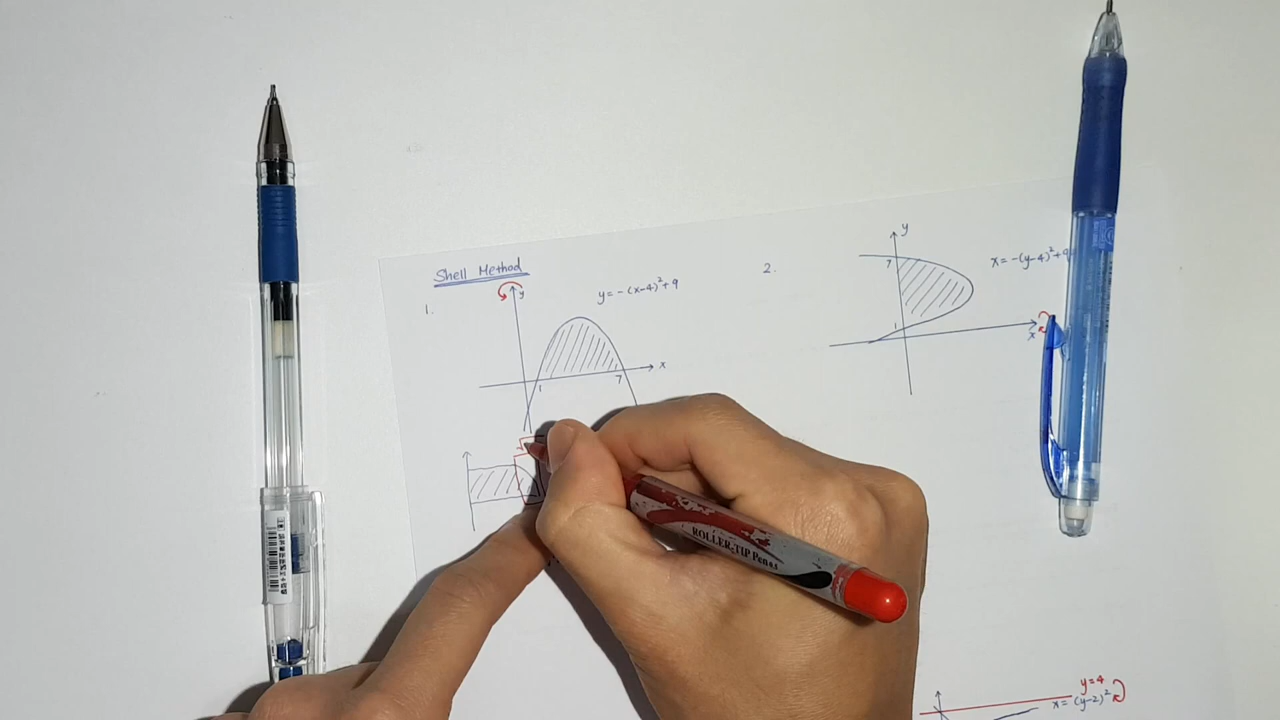 Shell Method
1.
y
y = -(x-4)²+9
x
1
7
2.
y
7
x = -(y-4)²+9
1
x
ROLLER-TIP Penes
y=4
x = (y-2)²